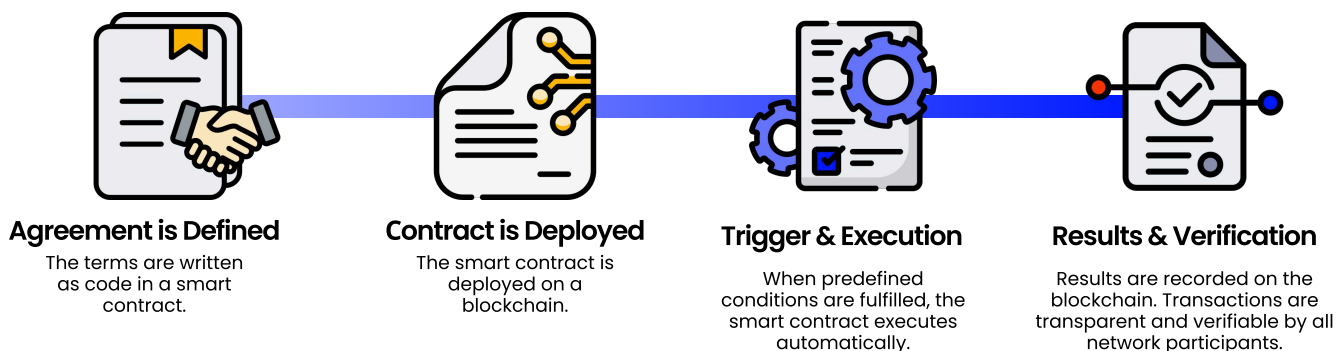 Agreement is Defined
The terms are written
as code in a smart
contract.
Contract is Deployed
The smart contract is
deployed on a
blockchain.
Trigger & Execution
When predefined
conditions are fulfilled, the
smart contract executes
automatically.
Results & Verification
Results are recorded on the
blockchain. Transactions are
transparent and verifiable by all
network participants.